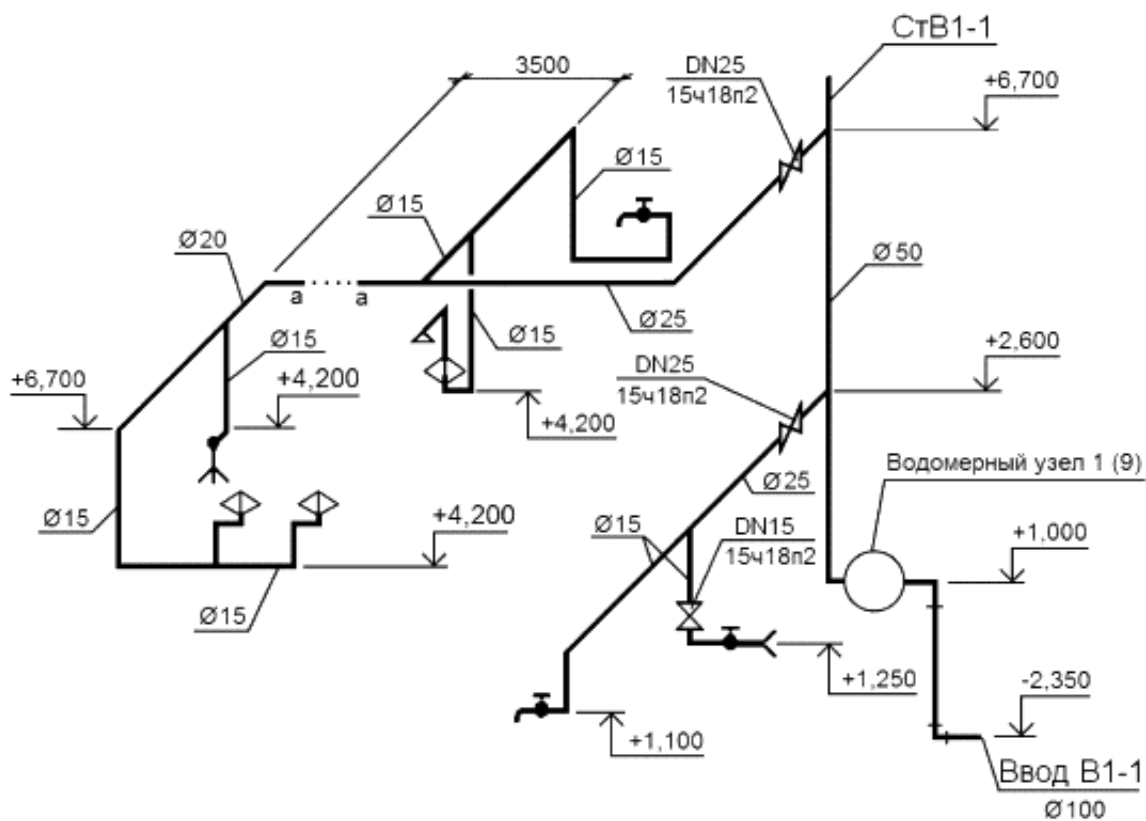 СтВ1-1
3500
DN25
15ч18п2
+6,700
Ø15
Ø15
Ø20
Ø50
а
а
Ø25
Ø15
Ø15
+2,600
DN25
15ч18п2
+6,700
+4,200
+4,200
Водомерный узел 1 (9)
Ø25
Ø15
+4,200
Ø15
DN15
15ч18п2
+1,000
Ø15
+1,250
-2,350
+1,100
Ввод В1-1
Ø100